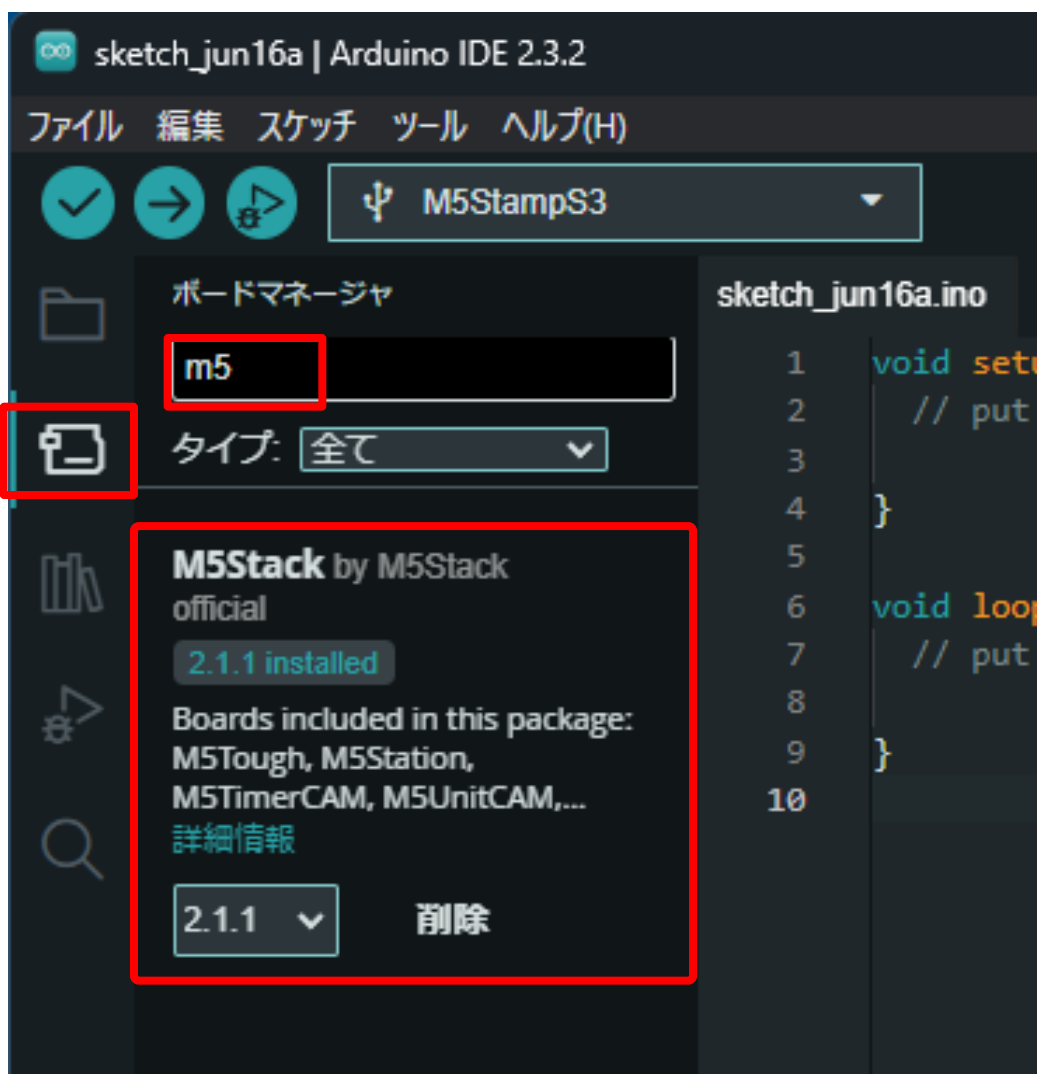 sketch_jun16a | Arduino IDE 2.3.2
ファイル 編集 スケッチ ツール ヘルプ(H)
M5StampS3
ボードマネージャ
m5
タイプ: 全て
M5Stack by M5Stack
official
2.1.1 installed
Boards included in this package:
M5Tough, M5Station,
M5TimerCAM, M5UnitCAM,...
詳細情報
2.1.1 削除
sketch_jun16a.ino
1 void setu
2 // put
3
4 }
5
6 void loop
7 // put
8
9 }
10